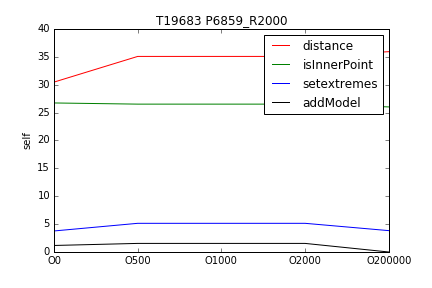 T19683 P6859_R2000
40
35
30
25
20
15
10
5
0
self
distance
isInnerPoint
setextremes
addModel
O0 O500 O1000 O2000 O200000